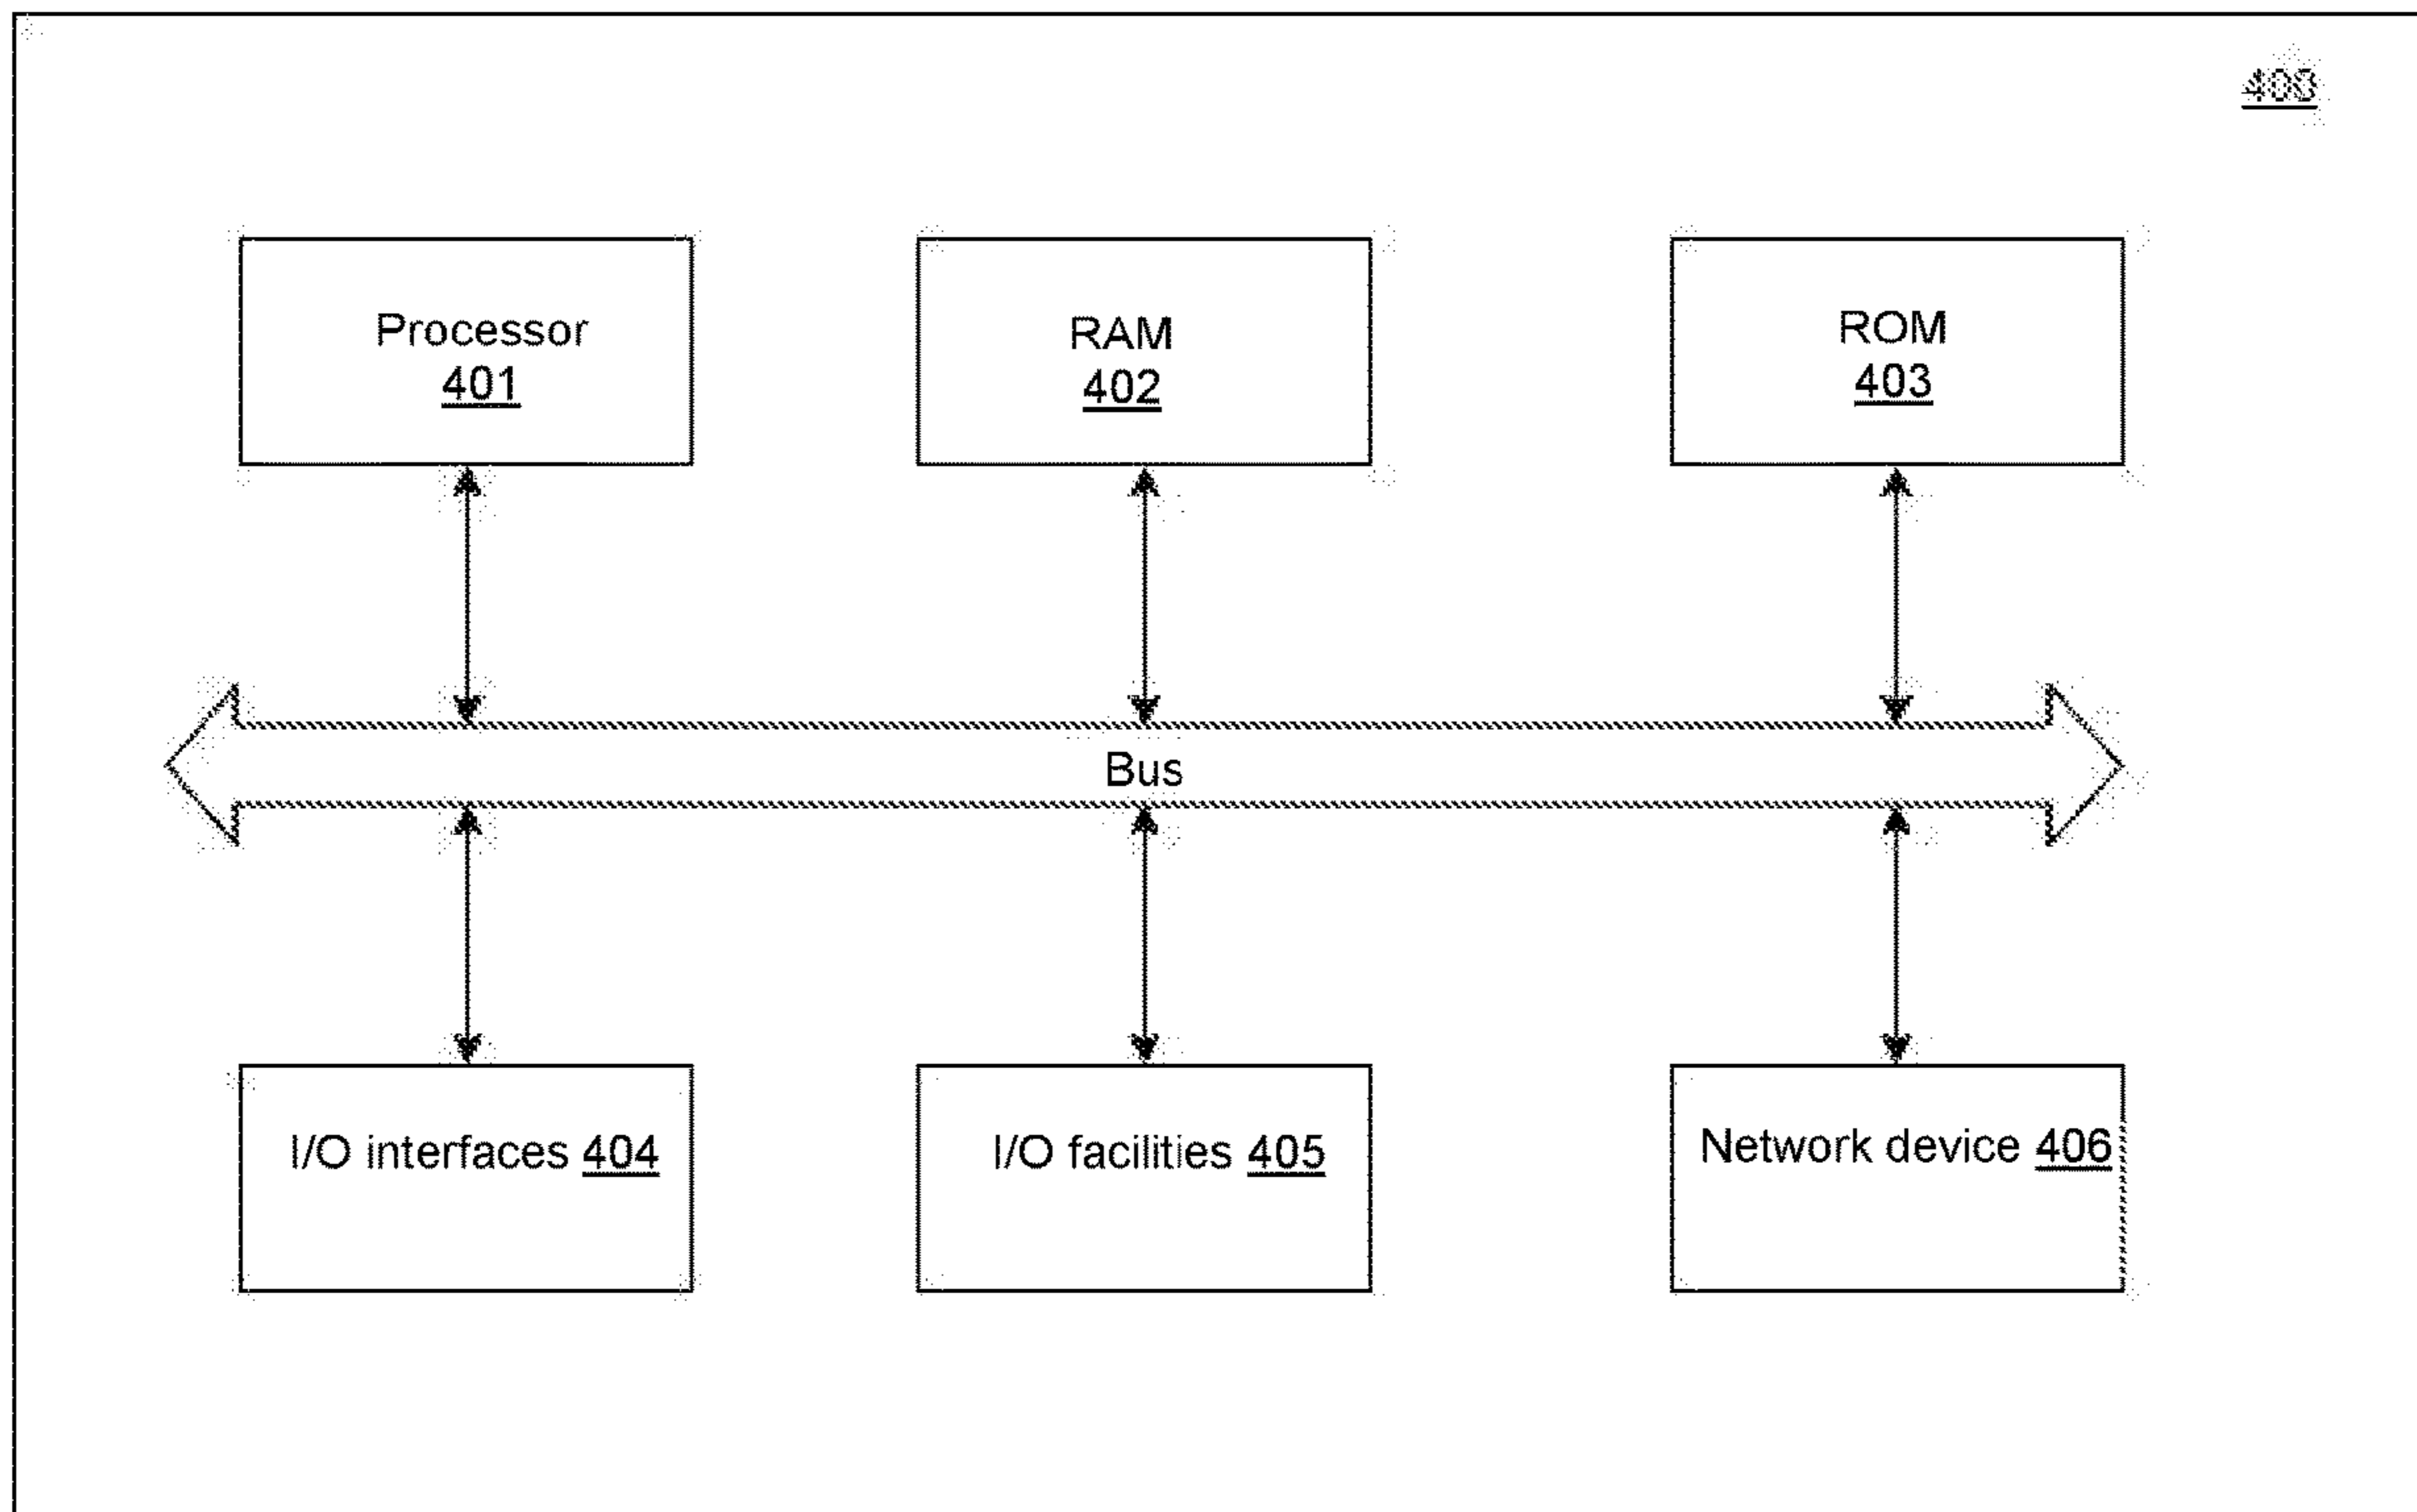 Processor
401
RAM
402
ROM
403
Bus
I/O interfaces 404
I/O facilities 405
Network device 406